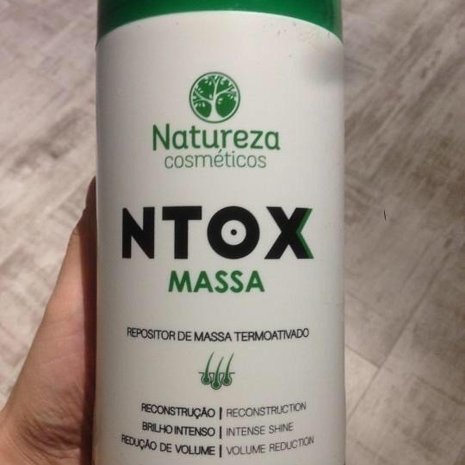 Natureza
cosméticos
NTOX
MASSA
REPOSITOR DE MASSA TERMOATIVADO
RECONSTRUÇÃO | RECONSTRUCTION
BRILHO INTENSO | INTENSE SHINE
REDUÇÃO DE VOLUME | VOLUME REDUCTION